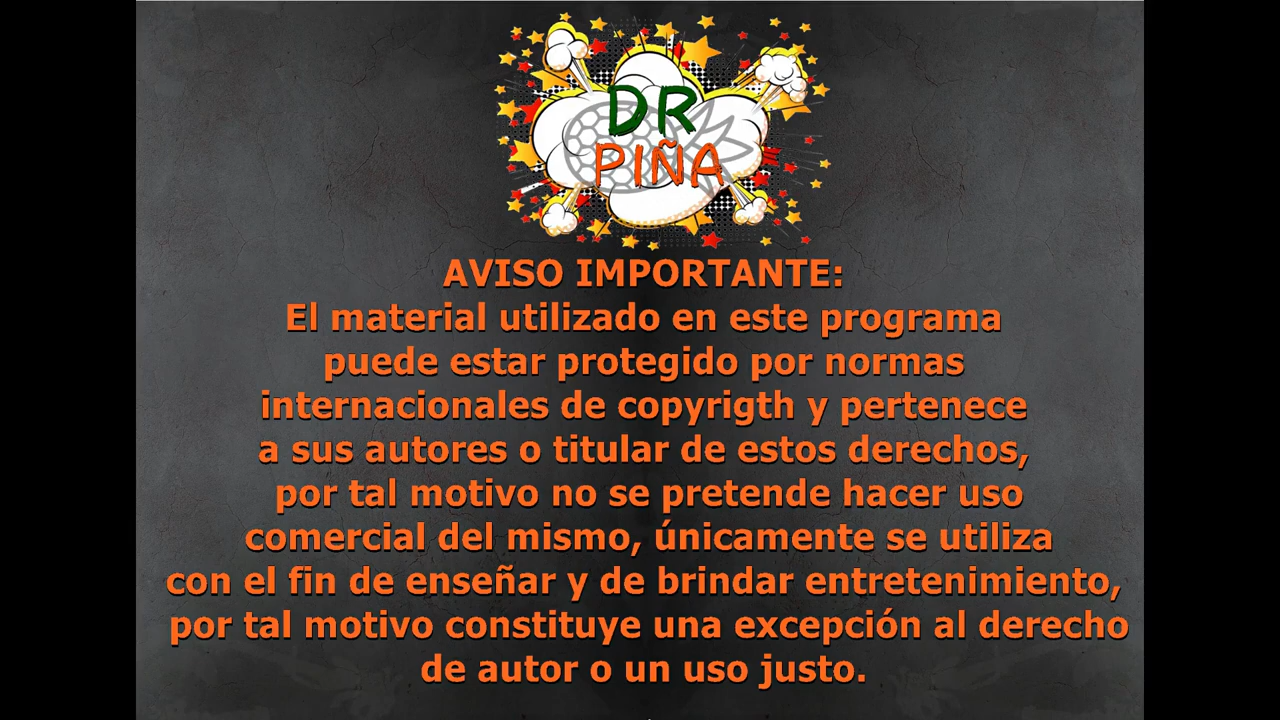 DR
PIÑA
AVISO IMPORTANTE:
El material utilizado en este programa
puede estar protegido por normas
internacionales de copyrigth y pertenece
a sus autores o titular de estos derechos,
por tal motivo no se pretende hacer uso
comercial del mismo, únicamente se utiliza
con el fin de enseñar y de brindar entretenimiento,
por tal motivo constituye una excepción al derecho
de autor o un uso justo.